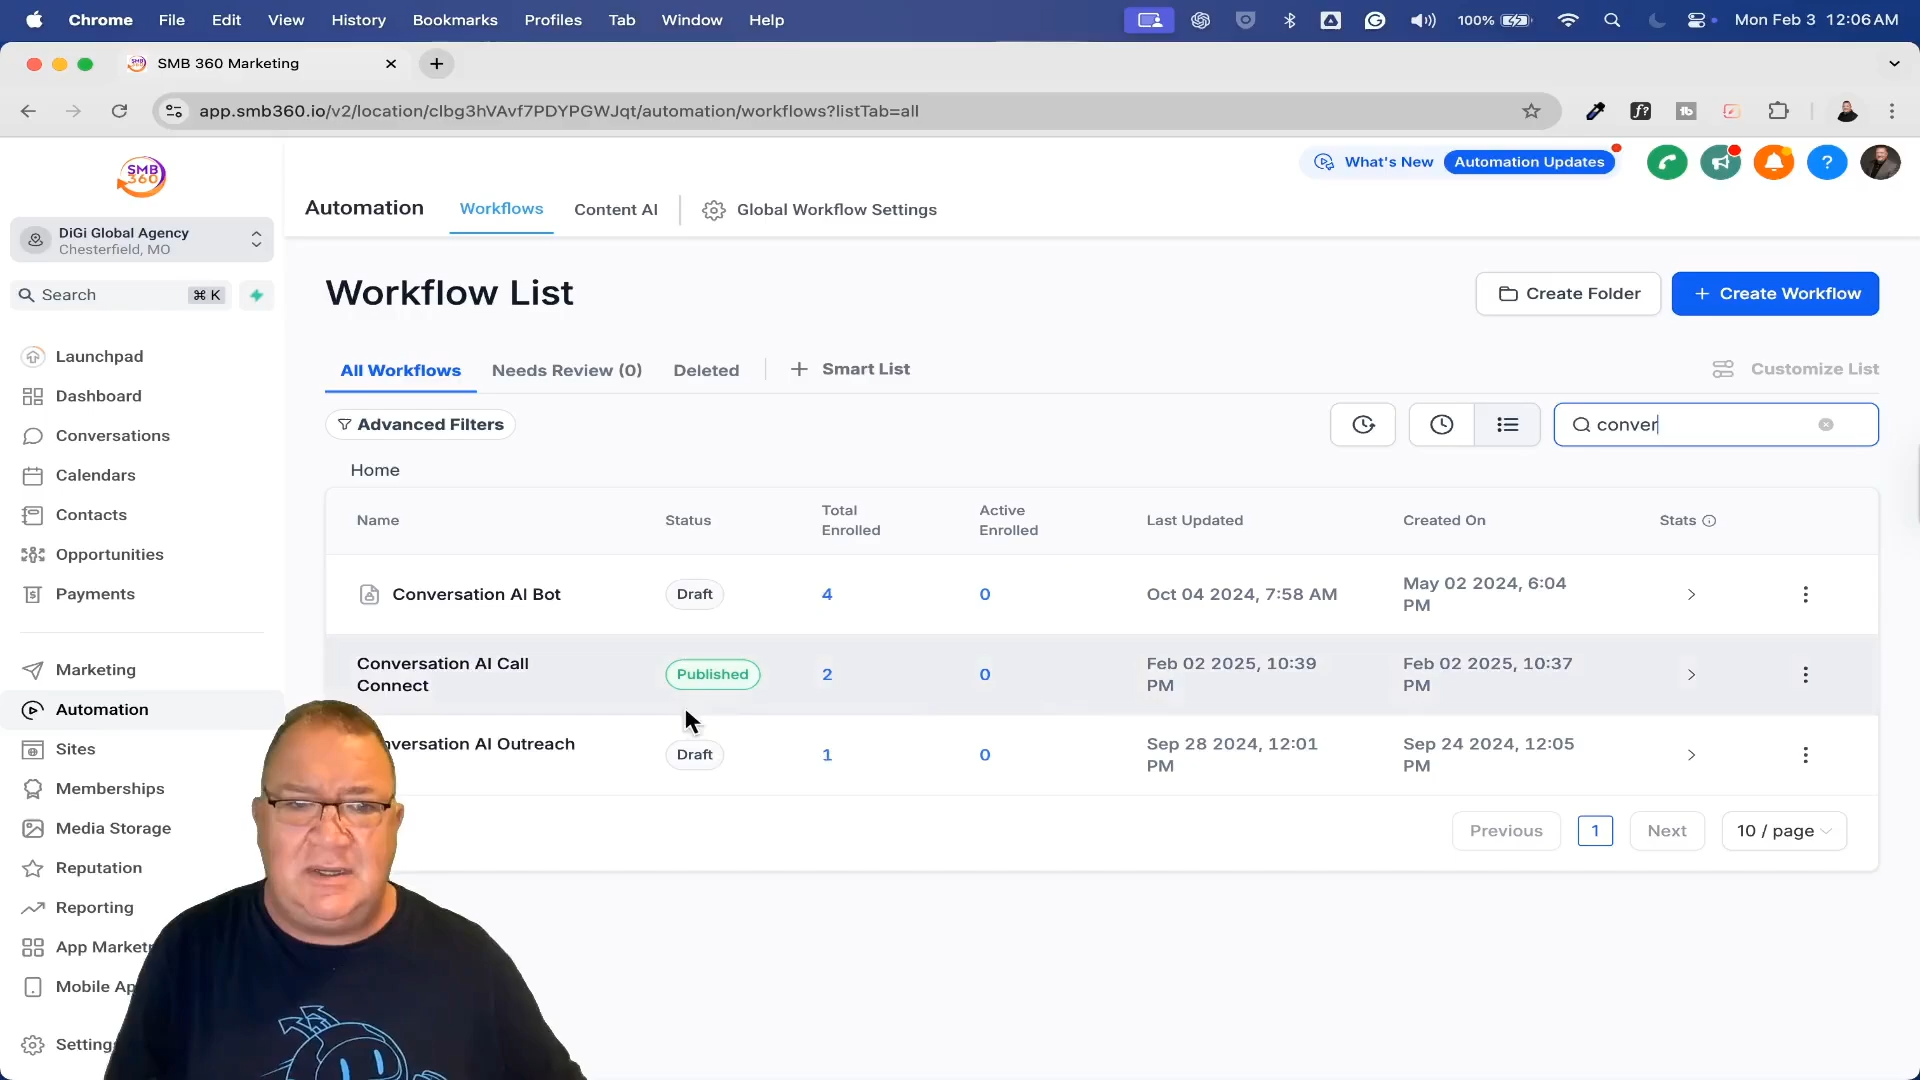 Chrome File Edit View History Bookmarks Profiles Tab Window Help 100% Mon Feb 3 12:06 AM
SMB 360 Marketing
app.smb360.io/v2/location/clbg3hVAvf7PDYPGWJqt/automation/workflows?listTab=all
SMB
360
What's New Automation Updates
Automation Workflows Content AI Global Workflow Settings
DiGi Global Agency
Chesterfield, MO
Search ⌘ K
Launchpad
Dashboard
Conversations
Calendars
Contacts
Opportunities
Payments
Marketing
Automation
Sites
Memberships
Media Storage
Reputation
Reporting
App Market
Mobile Ap
Setting
Workflow List
Create Folder
+ Create Workflow
All Workflows Needs Review (0) Deleted + Smart List
Customize List
Advanced Filters
conver
Home
Name Status Total Enrolled Active Enrolled Last Updated Created On Stats
Conversation AI Bot Draft 4 0 Oct 04 2024, 7:58 AM May 02 2024, 6:04 PM
Conversation AI Call Connect Published 2 0 Feb 02 2025, 10:39 PM Feb 02 2025, 10:37 PM
nversation AI Outreach Draft 1 0 Sep 28 2024, 12:01 PM Sep 24 2024, 12:05 PM
Previous 1 Next 10 / page